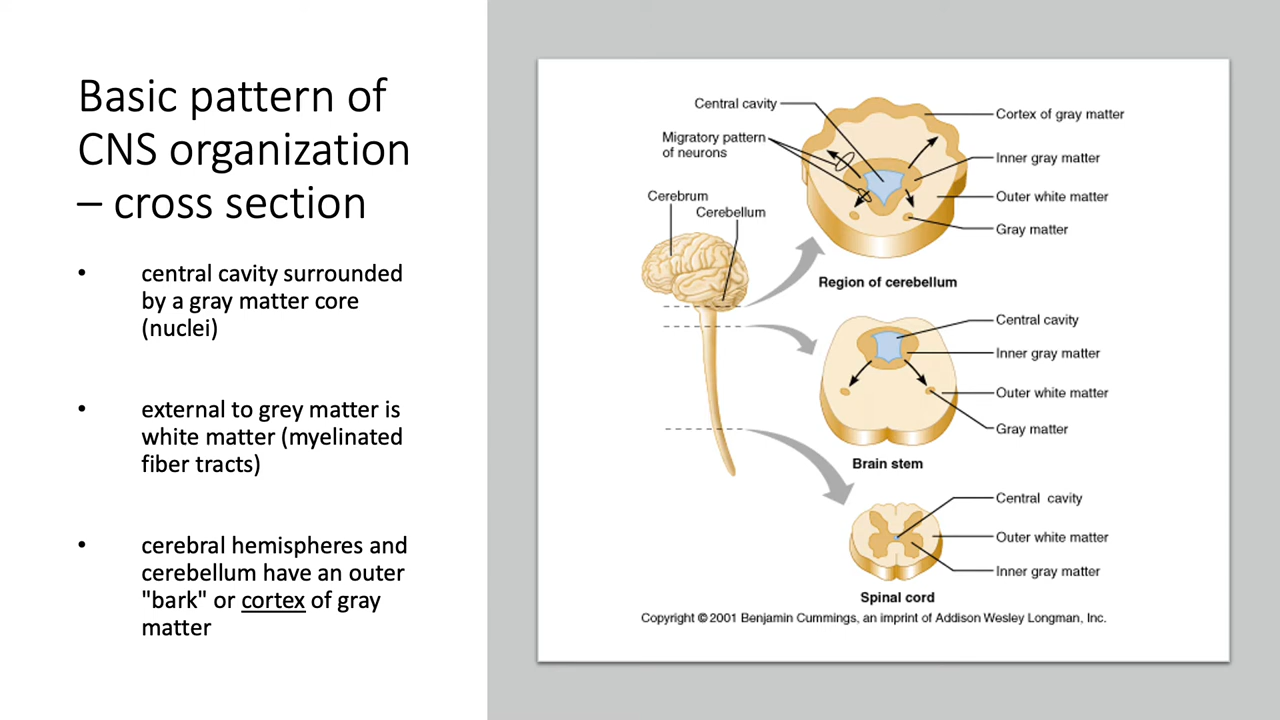 Basic pattern of
CNS organization
– cross section
• central cavity surrounded
by a gray matter core
(nuclei)
• external to grey matter is
white matter (myelinated
fiber tracts)
• cerebral hemispheres and
cerebellum have an outer
"bark" or cortex of gray
matter
Central cavity
Migratory pattern
of neurons
Cortex of gray matter
Inner gray matter
Outer white matter
Gray matter
Region of cerebellum
Cerebrum
Cerebellum
Central cavity
Inner gray matter
Outer white matter
Gray matter
Brain stem
Central cavity
Outer white matter
Inner gray matter
Spinal cord
Copyright © 2001 Benjamin Cummings, an imprint of Addison Wesley Longman, Inc.